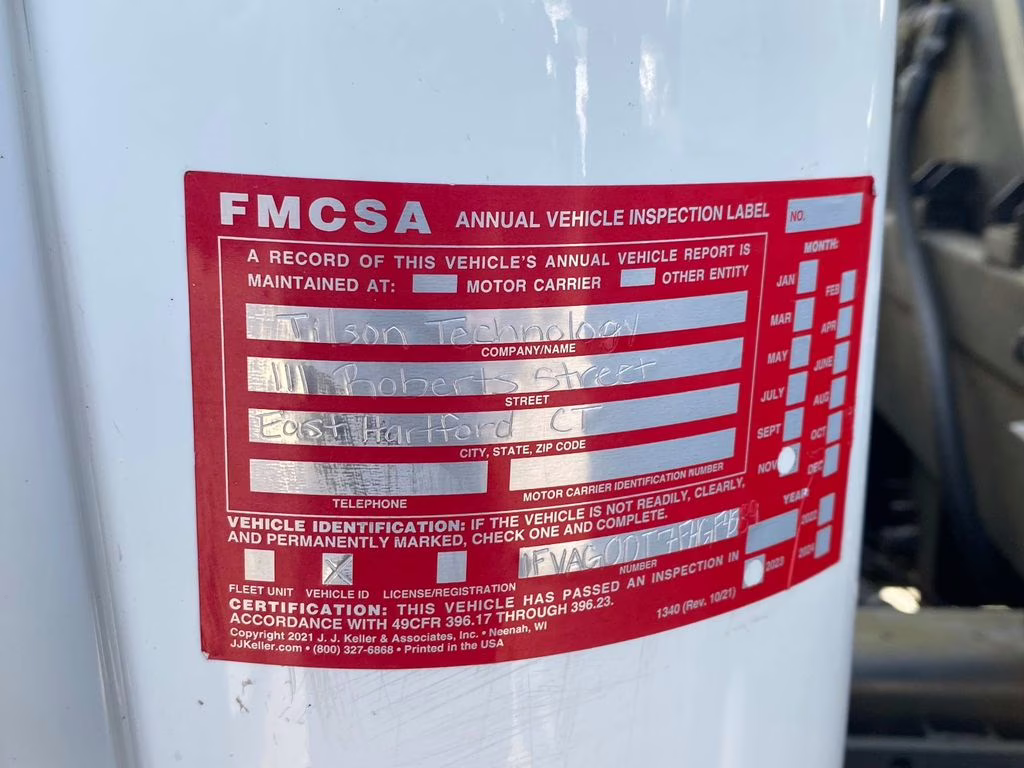 FMCSA ANNUAL VEHICLE INSPECTION LABEL NO.
A RECORD OF THIS VEHICLE'S ANNUAL VEHICLE REPORT IS
MAINTAINED AT: MOTOR CARRIER OTHER ENTITY
Tilson Technology
COMPANY/NAME
111 Roberts Street
STREET
East Hartford CT
CITY, STATE, ZIP CODE
TELEPHONE
MOTOR CARRIER IDENTIFICATION NUMBER
VEHICLE IDENTIFICATION: IF THE VEHICLE IS NOT READILY, CLEARLY,
AND PERMANENTLY MARKED, CHECK ONE AND COMPLETE.
X
FLEET UNIT VEHICLE ID LICENSE/REGISTRATION
NUMBER
CERTIFICATION: THIS VEHICLE HAS PASSED AN INSPECTION IN
ACCORDANCE WITH 49CFR 396.17 THROUGH 396.23.
Copyright 2021 J. J. Keller & Associates, Inc. • Neenah, WI
JJKeller.com • (800) 327-6868 • Printed in the USA
1340 (Rev. 10/21)
MONTH:
JAN FEB
MAR APR
MAY JUNE
JULY AUG
SEPT OCT
NOV DEC
YEAR
2022
2023 2024